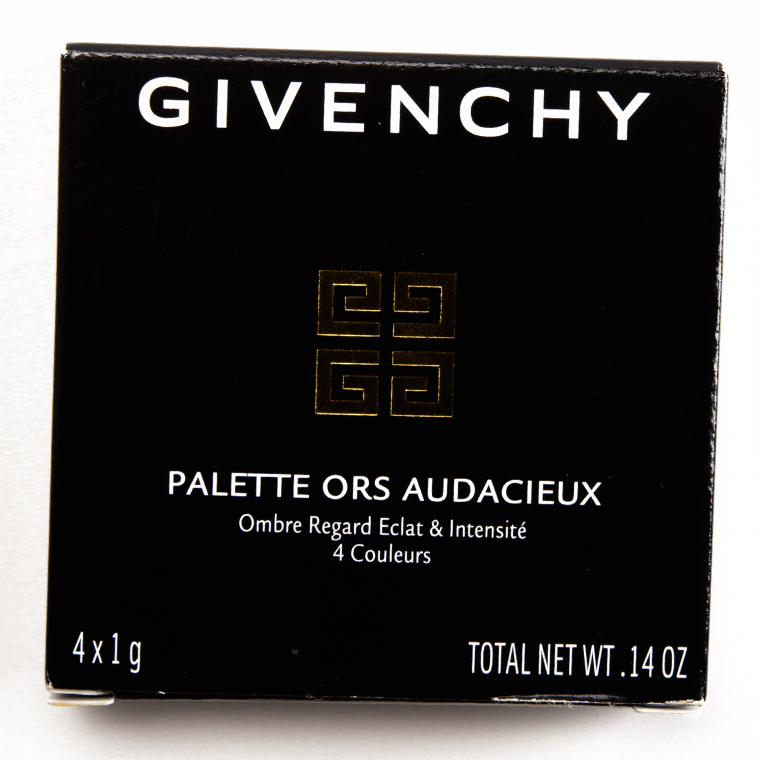 GIVENCHY
PALETTE ORS AUDACIEUX
Ombre Regard Eclat & Intensité
4 Couleurs
4 x 1 g
TOTAL NET WT .14 OZ